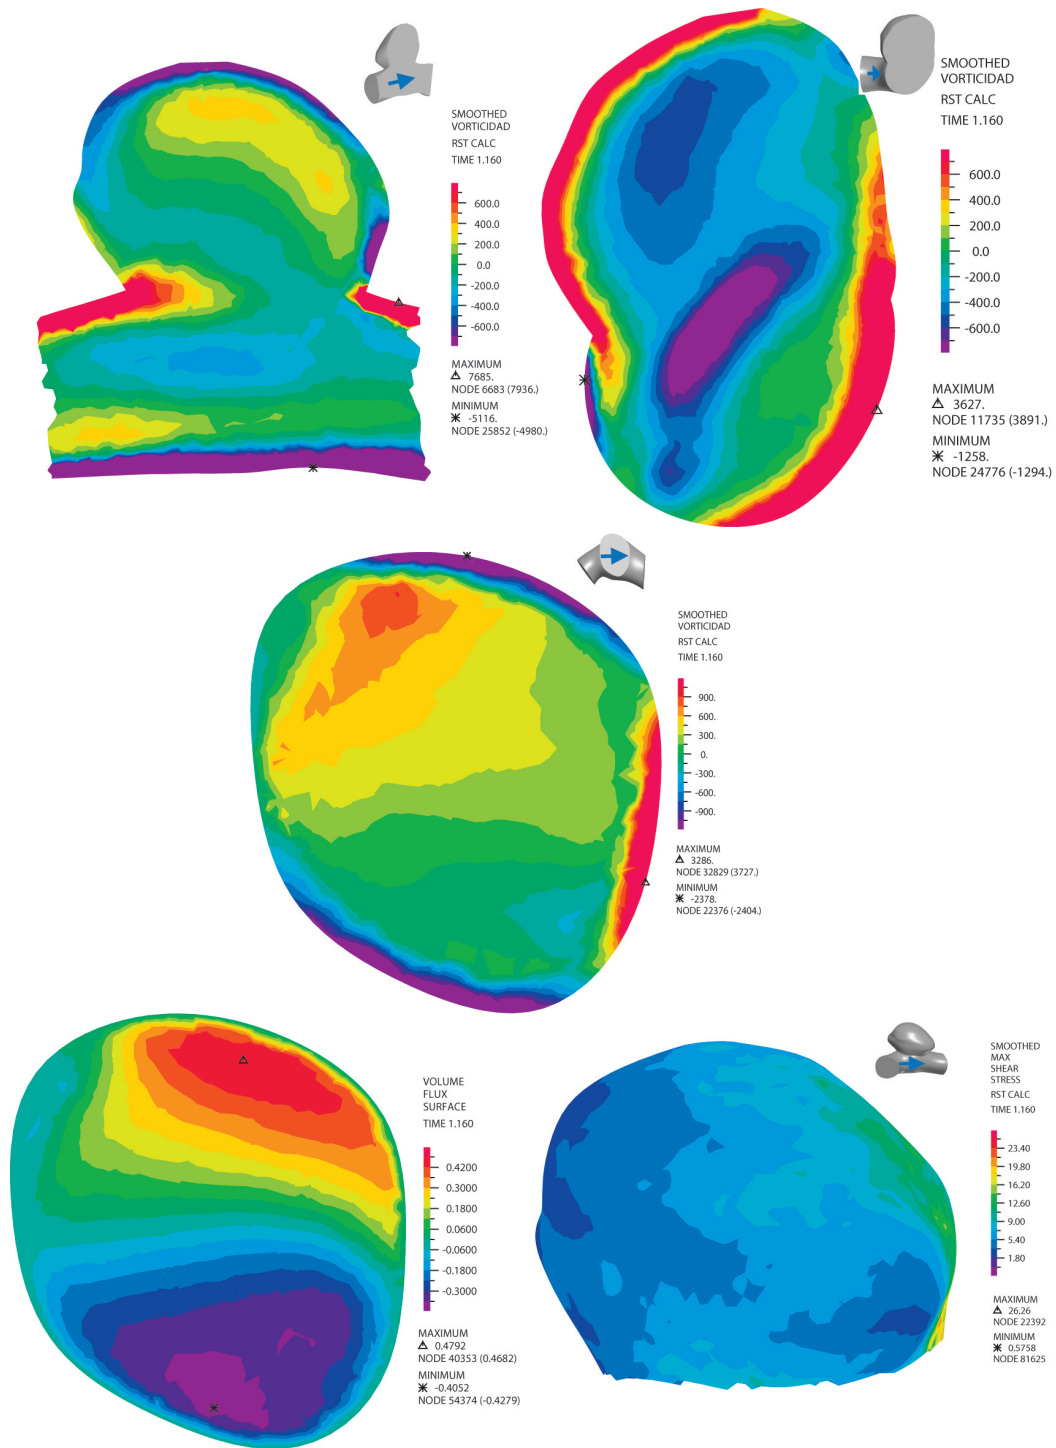 SMOOTHED
VORTICIDAD
RST CALC
TIME 1.160
600.0
400.0
200.0
0.0
-200.0
-400.0
-600.0
MAXIMUM
△ 7685.
NODE 6683 (7936.)
MINIMUM
✳ -5116.
NODE 25852 (-4980.)
SMOOTHED
VORTICIDAD
RST CALC
TIME 1.160
600.0
400.0
200.0
0.0
-200.0
-400.0
-600.0
MAXIMUM
△ 3627.
NODE 11735 (3891.)
MINIMUM
✳ -1258.
NODE 24776 (-1294.)
SMOOTHED
VORTICIDAD
RST CALC
TIME 1.160
900.
600.
300.
0.
-300.
-600.
-900.
MAXIMUM
△ 3286.
NODE 32829 (3727.)
MINIMUM
✳ -2378.
NODE 22376 (-2404.)
VOLUME
FLUX
SURFACE
TIME 1.160
0.4200
0.3000
0.1800
0.0600
-0.0600
-0.1800
-0.3000
MAXIMUM
△ 0.4792
NODE 40353 (0.4682)
MINIMUM
✳ -0.4052
NODE 54374 (-0.4279)
SMOOTHED
MAX
SHEAR
STRESS
RST CALC
TIME 1.160
23.40
19.80
16.20
12.60
9.00
5.40
1.80
MAXIMUM
△ 26.26
NODE 22392
MINIMUM
✳ 0.5758
NODE 81625